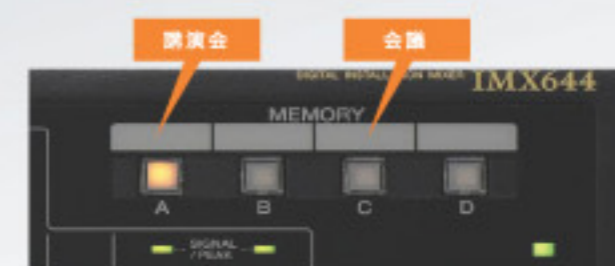 講演会
会議
DIGITAL INSTALLATION MIXER IMX644
MEMORY
A B C D
SIGNAL
/ PEAK